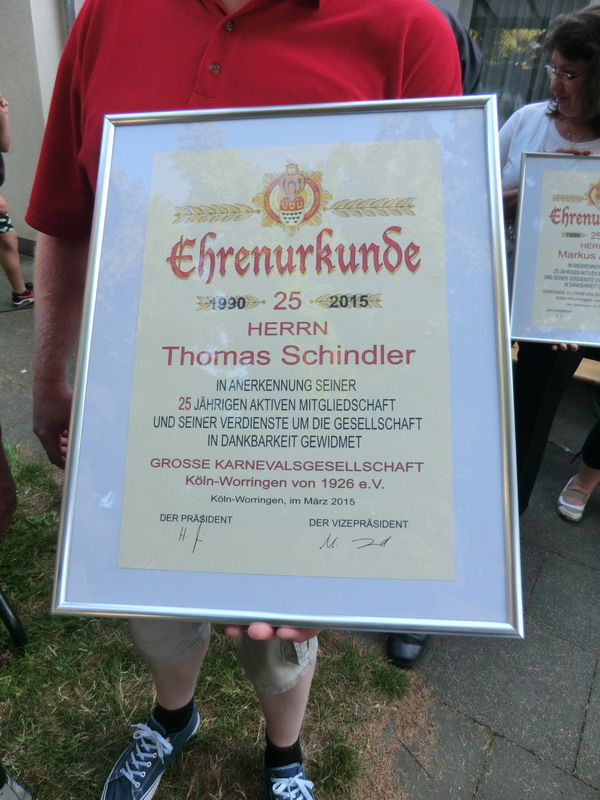 Ehrenurkunde
1990 25 2015
HERRN
Thomas Schindler
IN ANERKENNUNG SEINER
25 JÄHRIGEN AKTIVEN MITGLIEDSCHAFT
UND SEINER VERDIENSTE UM DIE GESELLSCHAFT
IN DANKBARKEIT GEWIDMET
GROSSE KARNEVALSGESELLSCHAFT
Köln-Worringen von 1926 e.V.
Köln-Worringen, im März 2015
DER PRÄSIDENT DER VIZEPRÄSIDENT
1990 25
Markus